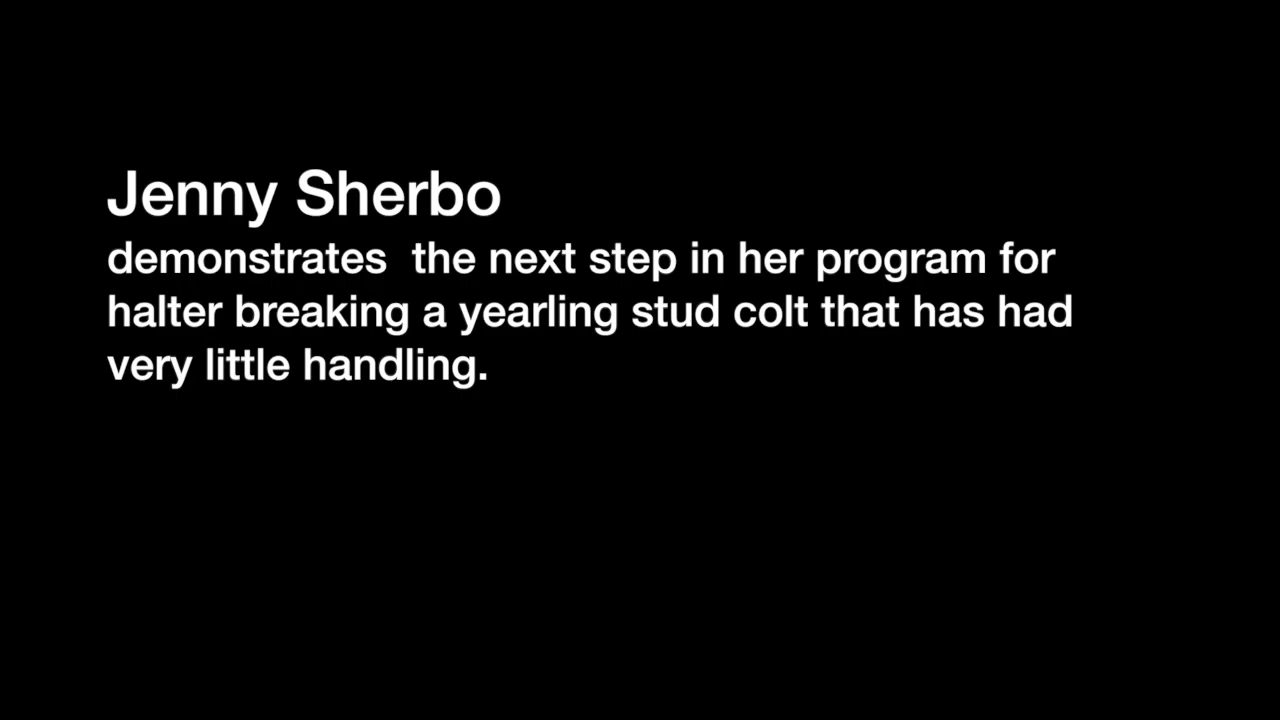 Jenny Sherbo
demonstrates  the next step in her program for
halter breaking a yearling stud colt that has had
very little handling.